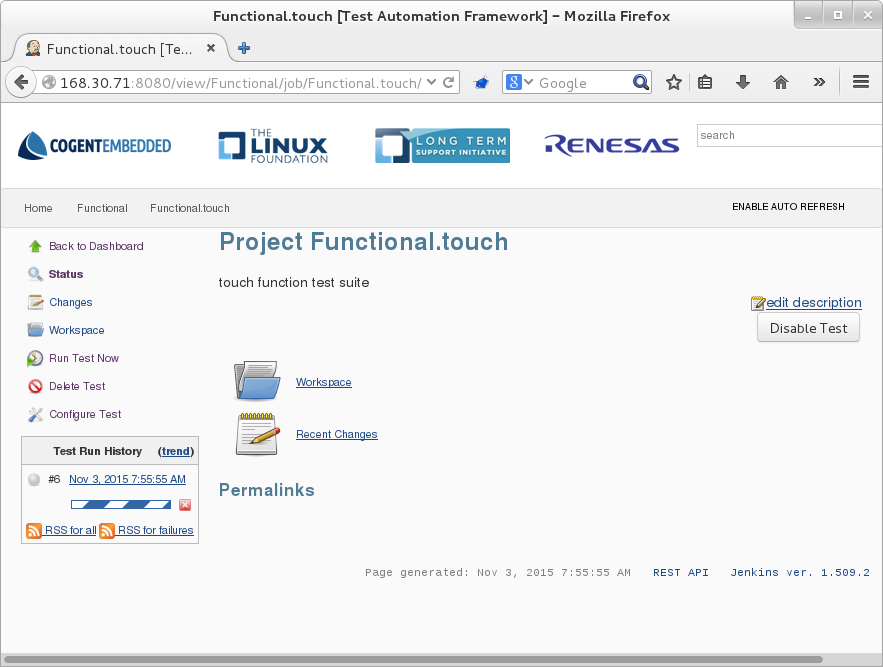 Functional.touch [Test Automation Framework] – Mozilla Firefox
Functional.touch [Te...
168.30.71:8080/view/Functional/job/Functional.touch/
8
Google
COGENTEMBEDDED
THE
LINUX
FOUNDATION
LONG TERM
SUPPORT INITIATIVE
RENESAS
search
Home Functional Functional.touch ENABLE AUTO REFRESH
Back to Dashboard
Status
Changes
Workspace
Run Test Now
Delete Test
Configure Test
Test Run History (trend)
#6 Nov 3, 2015 7:55:55 AM
RSS for all RSS for failures
Project Functional.touch
touch function test suite
edit description
Disable Test
Workspace
Recent Changes
Permalinks
Page generated: Nov 3, 2015 7:55:55 AM REST API Jenkins ver. 1.509.2